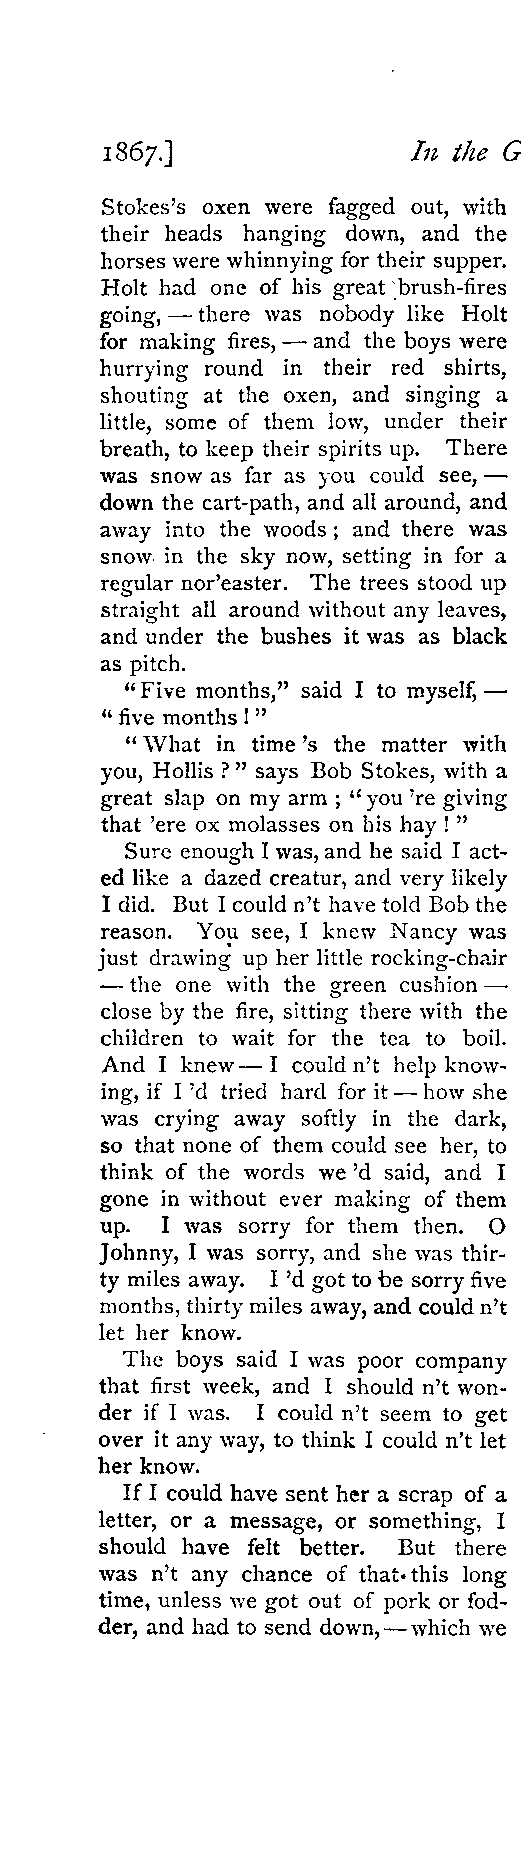 1867.] In the G
Stokes's oxen were fagged out, with
their heads hanging down, and the
horses were whinnying for their supper.
Holt had one of his great brush-fires
going, — there was nobody like Holt
for making fires, — and the boys were
hurrying round in their red shirts,
shouting at the oxen, and singing a
little, some of them low, under their
breath, to keep their spirits up. There
was snow as far as you could see, —
down the cart-path, and all around, and
away into the woods ; and there was
snow in the sky now, setting in for a
regular nor'easter. The trees stood up
straight all around without any leaves,
and under the bushes it was as black
as pitch.
"Five months," said I to myself, —
" five months ! "
" What in time 's the matter with
you, Hollis ? " says Bob Stokes, with a
great slap on my arm ; "you 're giving
that 'ere ox molasses on his hay ! "
Sure enough I was, and he said I act-
ed like a dazed creatur, and very likely
I did. But I could n't have told Bob the
reason. You see, I knew Nancy was
just drawing up her little rocking-chair
— the one with the green cushion —
close by the fire, sitting there with the
children to wait for the tea to boil.
And I knew — I could n't help know-
ing, if I 'd tried hard for it — how she
was crying away softly in the dark,
so that none of them could see her, to
think of the words we 'd said, and I
gone in without ever making of them
up. I was sorry for them then. O
Johnny, I was sorry, and she was thir-
ty miles away. I 'd got to be sorry five
months, thirty miles away, and could n't
let her know.
The boys said I was poor company
that first week, and I should n't won-
der if I was. I could n't seem to get
over it any way, to think I could n't let
her know.
If I could have sent her a scrap of a
letter, or a message, or something, I
should have felt better. But there
was n't any chance of that this long
time, unless we got out of pork or fod-
der, and had to send down, — which we